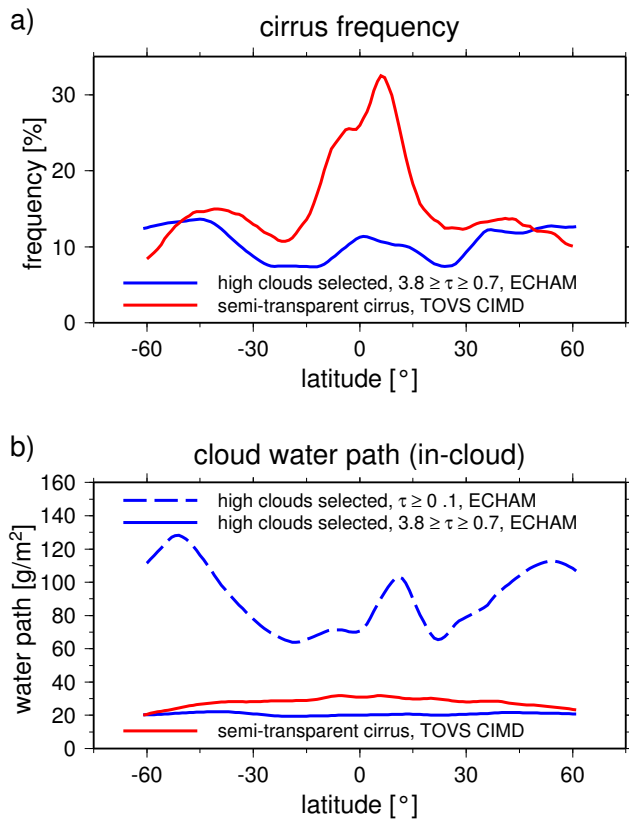 a)
cirrus frequency
frequency [%]
30
20
10
0
high clouds selected, 3.8 ≥ τ ≥ 0.7, ECHAM
semi-transparent cirrus, TOVS CIMD
-60 -30 0 30 60
latitude [°]
b)
cloud water path (in-cloud)
water path [g/m²]
160
140
120
100
80
60
40
20
0
high clouds selected, τ ≥ 0 .1, ECHAM
high clouds selected, 3.8 ≥ τ ≥ 0.7, ECHAM
semi-transparent cirrus, TOVS CIMD
-60 -30 0 30 60
latitude [°]